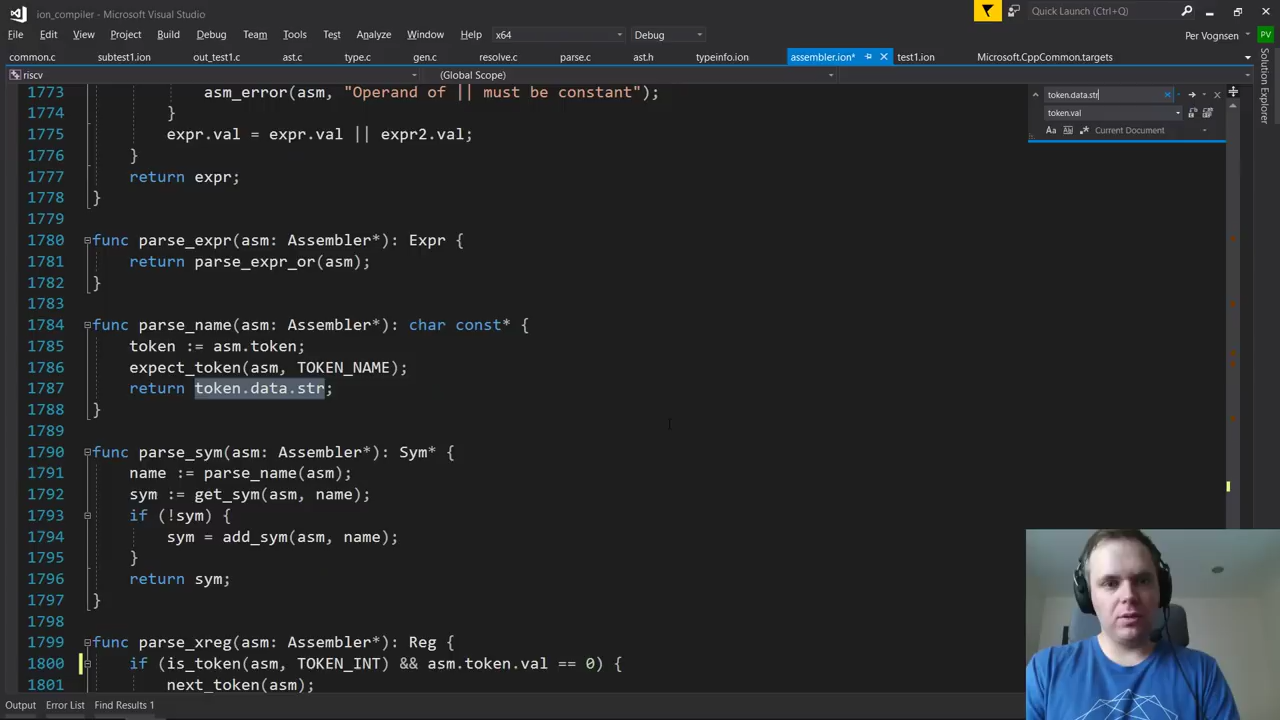 ion_compiler - Microsoft Visual Studio
Quick Launch (Ctrl+Q)
File Edit View Project Build Debug Team Tools Test Analyze Window Help x64 Debug Per Vognsen PV
common.c subtest1.ion out_test1.c ast.c type.c gen.c resolve.c parse.c ast.h typeinfo.ion assembler.ion* test1.ion Microsoft.CppCommon.targets
riscv (Global Scope)
Solution Explorer
token.data.str
token.val
Aa Abl Current Document
1773 asm_error(asm, "Operand of || must be constant");
1774 }
1775 expr.val = expr.val || expr2.val;
1776 }
1777 return expr;
1778 }
1779
1780 func parse_expr(asm: Assembler*): Expr {
1781 return parse_expr_or(asm);
1782 }
1783
1784 func parse_name(asm: Assembler*): char const* {
1785 token := asm.token;
1786 expect_token(asm, TOKEN_NAME);
1787 return token.data.str;
1788 }
1789
1790 func parse_sym(asm: Assembler*): Sym* {
1791 name := parse_name(asm);
1792 sym := get_sym(asm, name);
1793 if (!sym) {
1794 sym = add_sym(asm, name);
1795 }
1796 return sym;
1797 }
1798
1799 func parse_xreg(asm: Assembler*): Reg {
1800 if (is_token(asm, TOKEN_INT) && asm.token.val == 0) {
1801 next_token(asm);
Output Error List Find Results 1